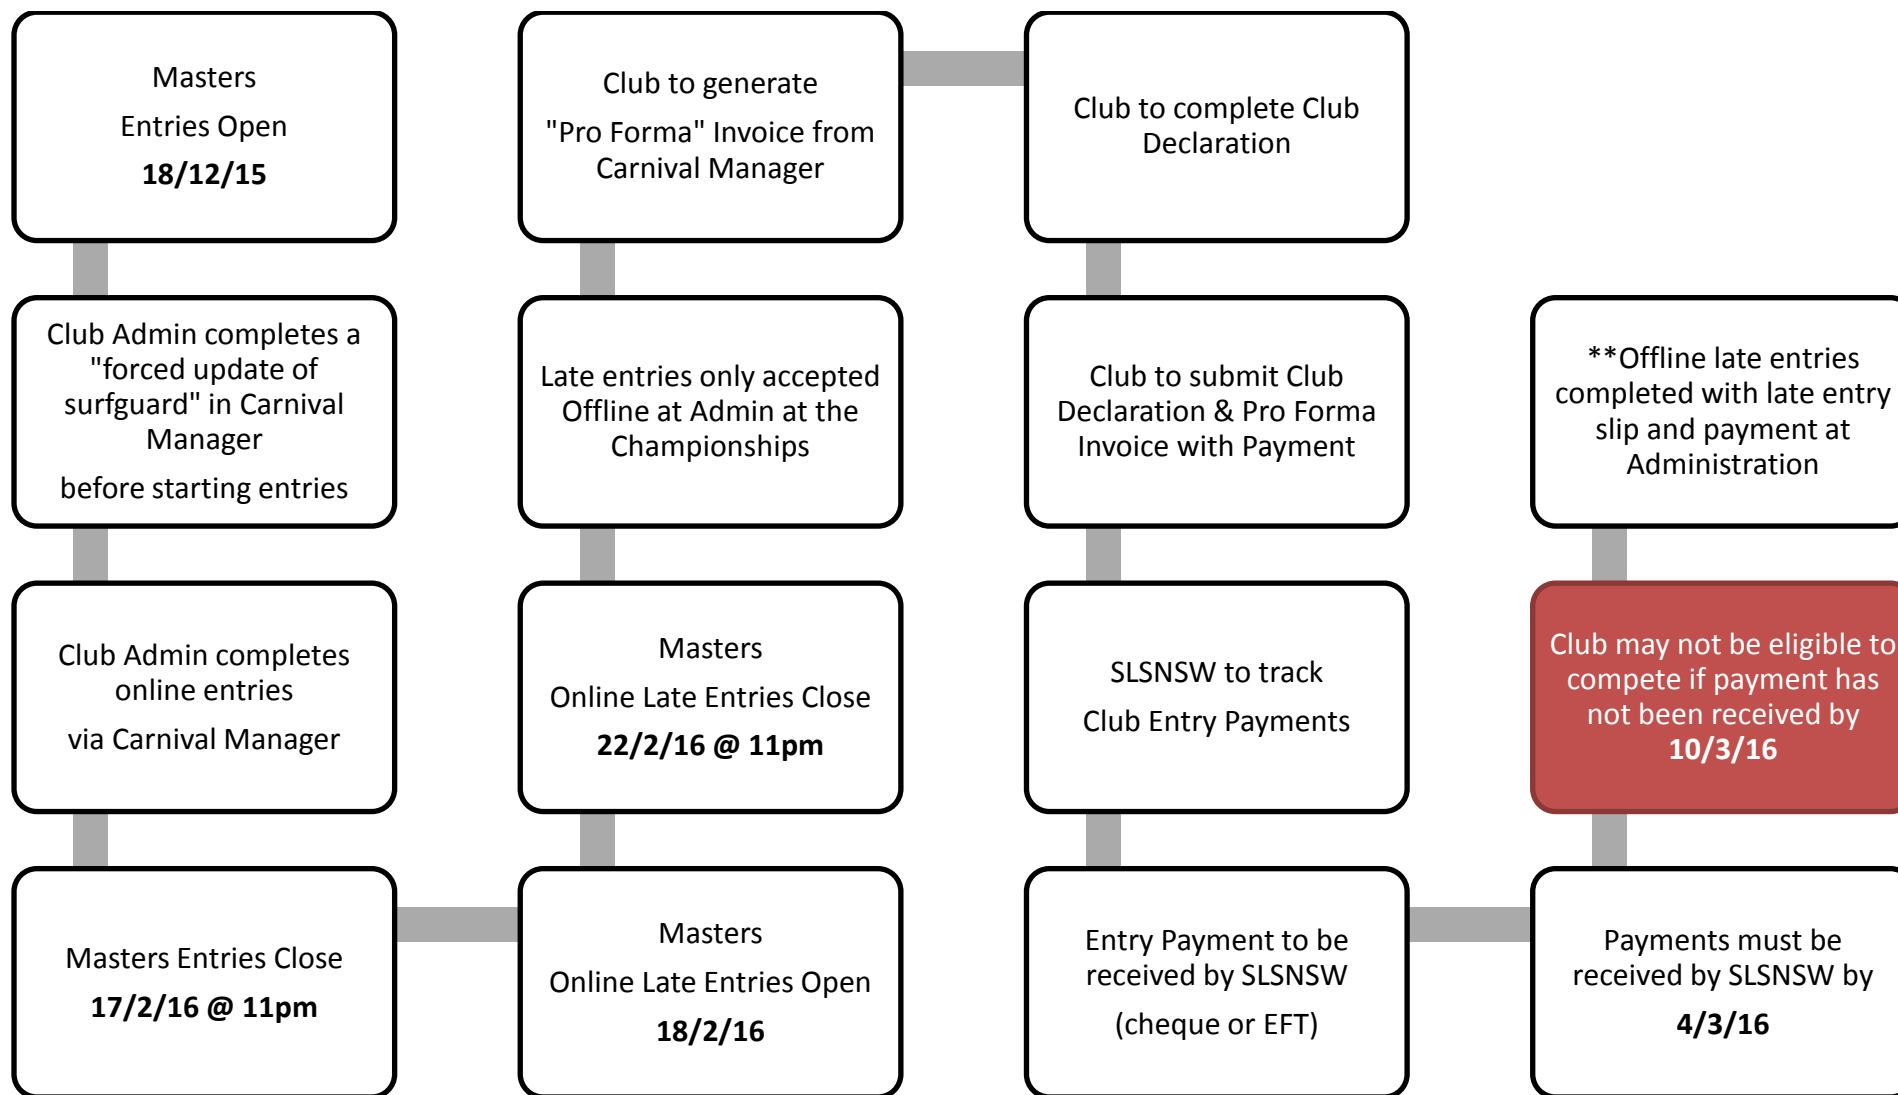 Masters
Entries Open
18/12/15
Club Admin completes a
"forced update of
surfguard" in Carnival
Manager
before starting entries
Club Admin completes
online entries
via Carnival Manager
Masters Entries Close
17/2/16 @ 11pm
Masters
Online Late Entries Open
18/2/16
Masters
Online Late Entries Close
22/2/16 @ 11pm
Late entries only accepted
Offline at Admin at the
Championships
Club to generate
"Pro Forma" Invoice from
Carnival Manager
Club to complete Club
Declaration
Club to submit Club
Declaration & Pro Forma
Invoice with Payment
SLSNSW to track
Club Entry Payments
Entry Payment to be
received by SLSNSW
(cheque or EFT)
Payments must be
received by SLSNSW by
4/3/16
Club may not be eligible to
compete if payment has
not been received by
10/3/16
**Offline late entries
completed with late entry
slip and payment at
Administration